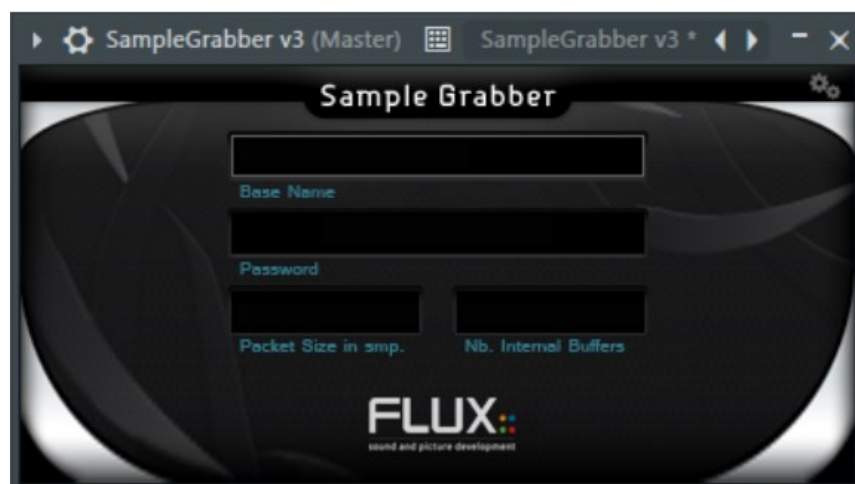 SampleGrabber v3 (Master) SampleGrabber v3 *
Sample Grabber
Base Name
Password
Packet Size in smp. Nb. Internal Buffers
FLUX::
sound and picture development